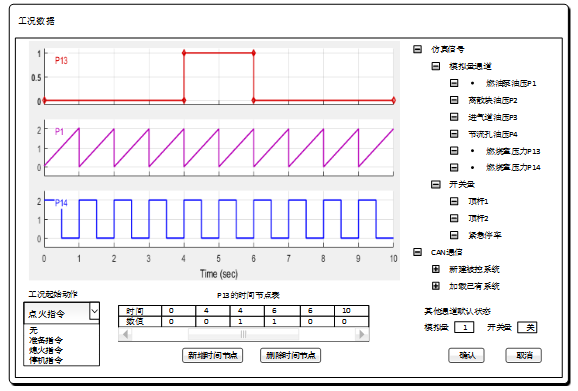 工况数据
P13
1
0.5
0
P1
2
1
0
P14
2
1
0
0 1 2 3 4 5 6 7 8 9 10
Time (sec)
仿真信号
模拟量通道
• 燃油泵油压P1
离散块油压P2
进气道油压P3
节流孔油压P4
• 燃烧室压力P13
• 燃烧室压力P14
开关量
顶杆1
顶杆2
紧急停车
CAN通信
新建被控系统
加载已有系统
工况起始动作
点火指令
无
准备指令
熄火指令
停机指令
P13的时间节点表
时间 0 4 4 6 6 10
数值 0 0 1 1 0 0
新增时间节点 删除时间节点
其他通道默认状态
模拟量 1 开关量 关
确认 取消